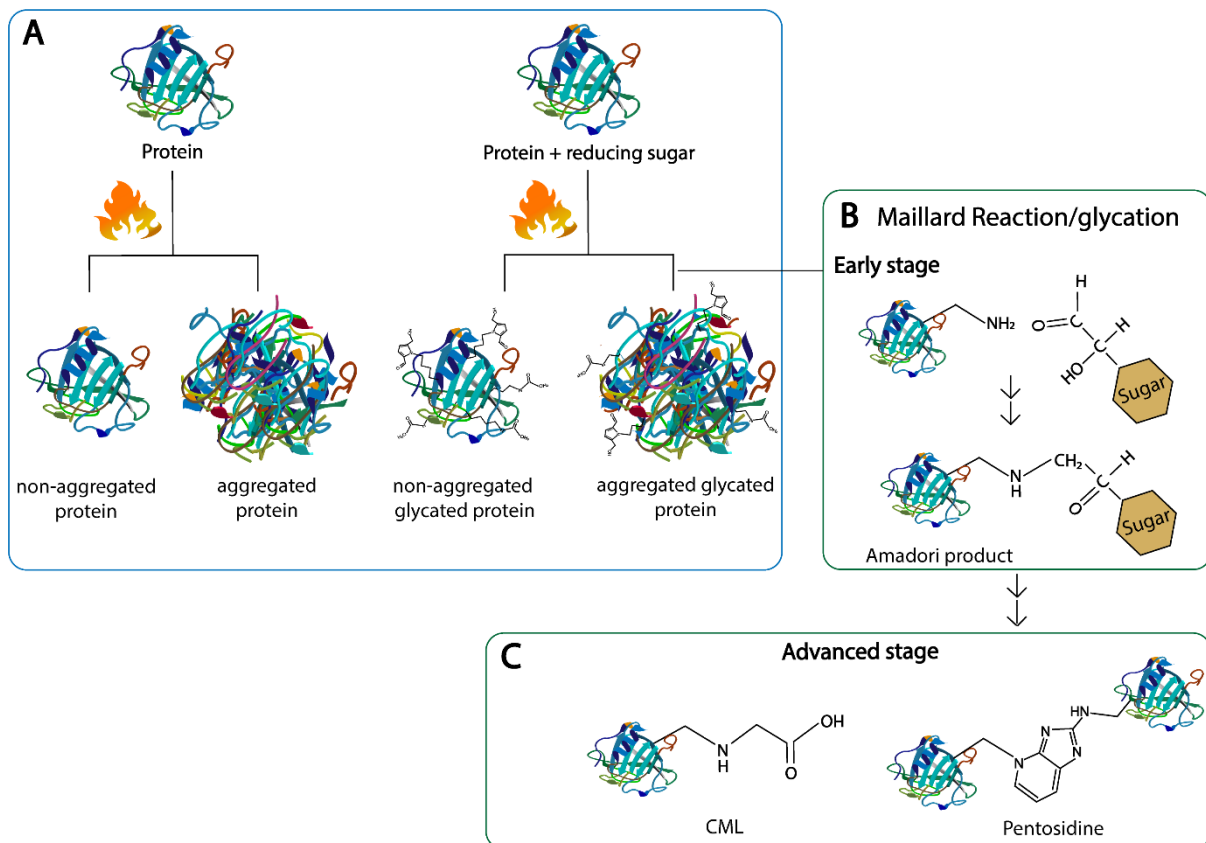 A
Protein
Protein + reducing sugar
non-aggregated
protein
aggregated
protein
non-aggregated
glycated protein
aggregated glycated
protein
B Maillard Reaction/glycation
Early stage
NH₂
H
O
C
H
C
HO
Sugar
N
H
CH₂
H
C
O
Sugar
Amadori product
C
Advanced stage
N
H
OH
O
CML
HN
N
N
N
Pentosidine